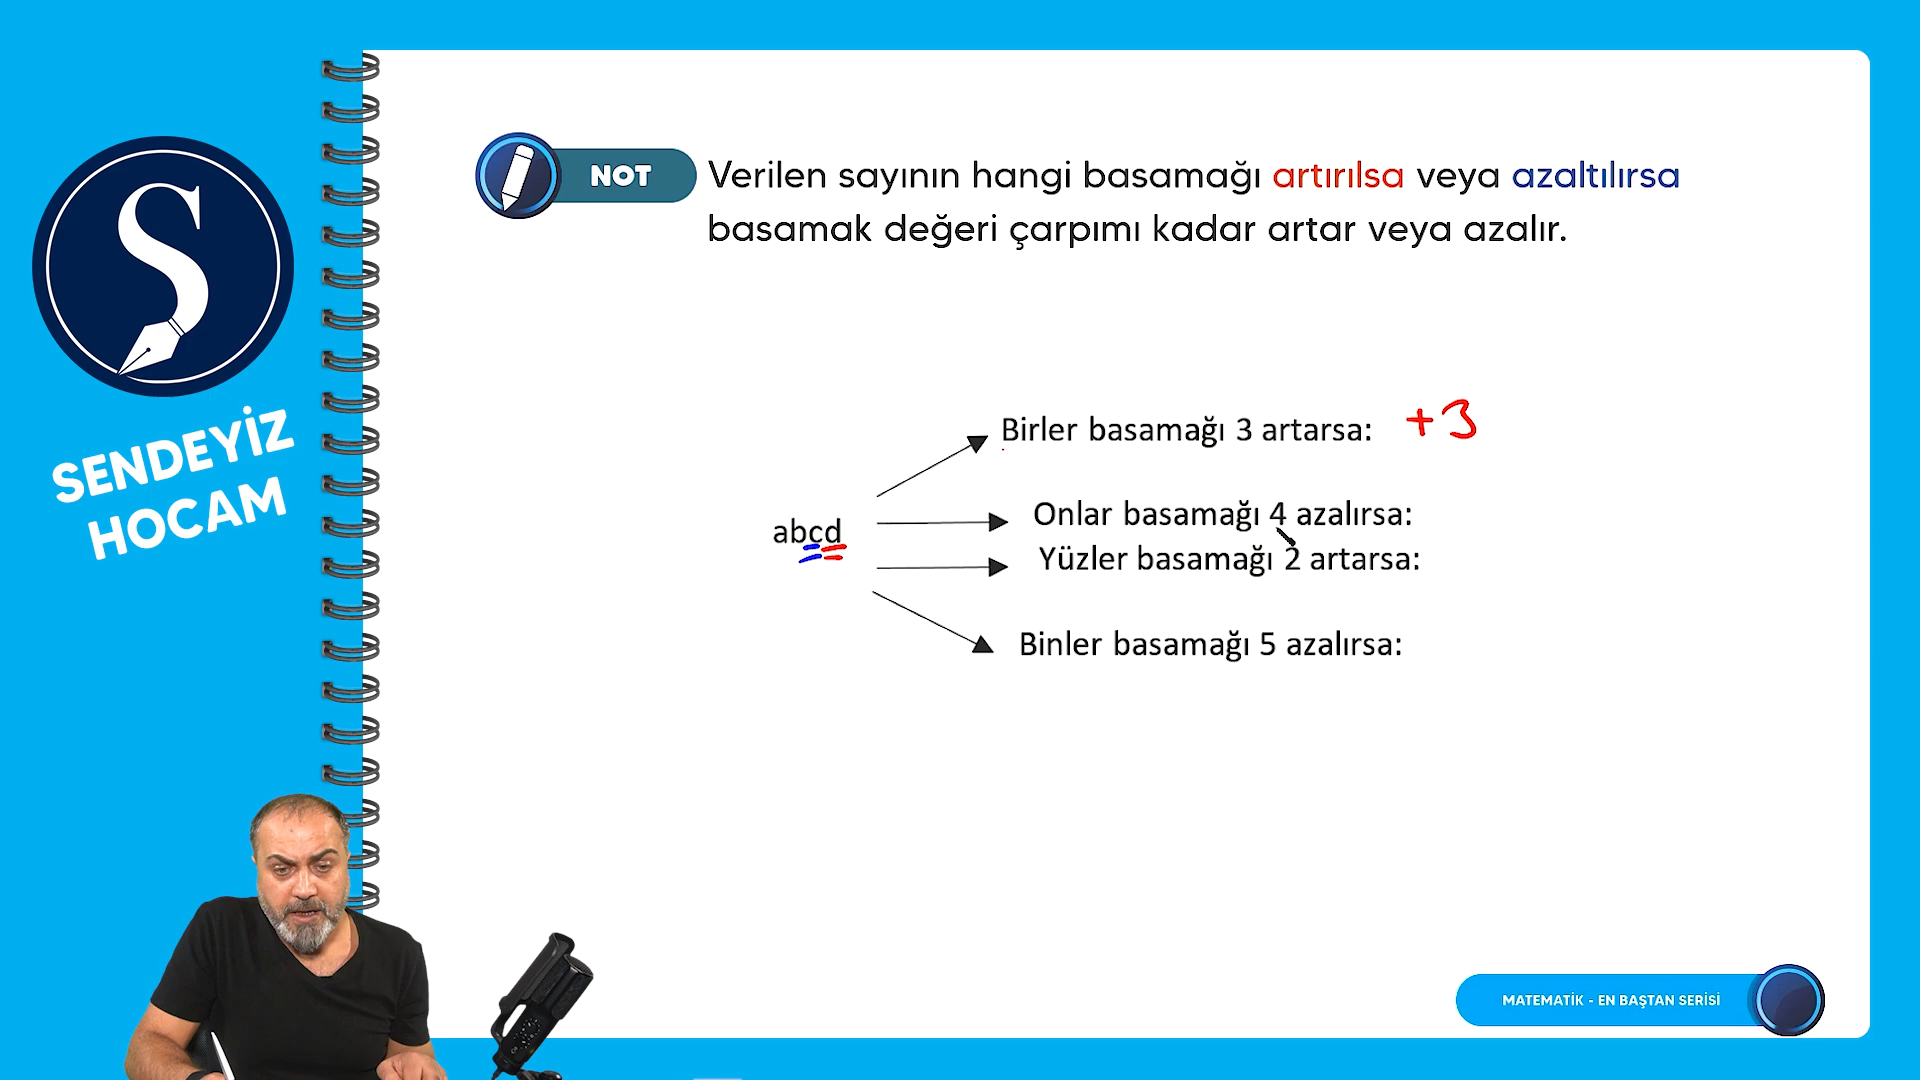 SENDEYİZ
HOCAM
NOT
Verilen sayının hangi basamağı artırılsa veya azaltılırsa
basamak değeri çarpımı kadar artar veya azalır.
Birler basamağı 3 artarsa: +3
Onlar basamağı 4 azalırsa:
abcd
Yüzler basamağı 2 artarsa:
Binler basamağı 5 azalırsa:
MATEMATİK - EN BAŞTAN SERİSİ